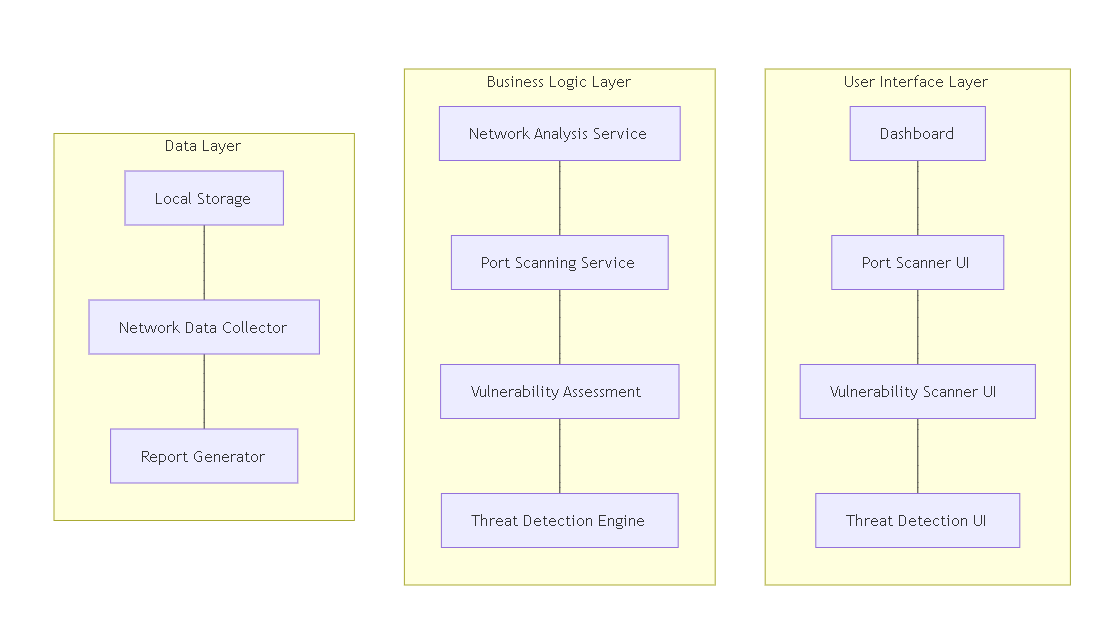 Data Layer
Local Storage
Network Data Collector
Report Generator
Business Logic Layer
Network Analysis Service
Port Scanning Service
Vulnerability Assessment
Threat Detection Engine
User Interface Layer
Dashboard
Port Scanner UI
Vulnerability Scanner UI
Threat Detection UI